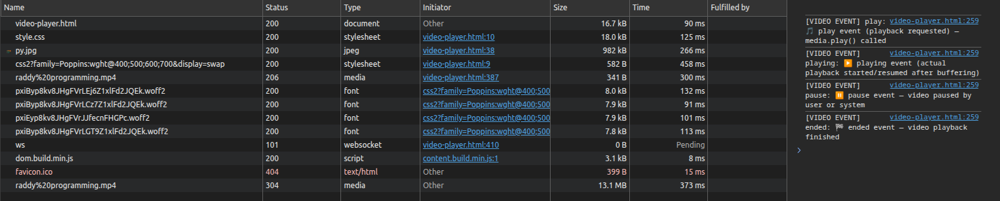 Name Status Type Initiator Size Time Fulfilled by
video-player.html 200 document Other 16.7 kB 90 ms
style.css 200 stylesheet video-player.html:10 18.0 kB 125 ms
py.jpg 200 jpeg video-player.html:38 982 kB 266 ms
css2?family=Poppins:wght@400;500;600;700&display=swap 200 stylesheet video-player.html:9 582 B 458 ms
raddy%20programming.mp4 206 media video-player.html:387 341 B 300 ms
pxiByp8kv8JHgFVrLEj6Z1xlFd2JQEk.woff2 200 font css2?family=Poppins:wght@400;500 8.0 kB 132 ms
pxiByp8kv8JHgFVrLCz7Z1xlFd2JQEk.woff2 200 font css2?family=Poppins:wght@400;500 7.9 kB 91 ms
pxiEyp8kv8JHgFVrJJfecnFHGPc.woff2 200 font css2?family=Poppins:wght@400;500 7.9 kB 101 ms
pxiByp8kv8JHgFVrLGT9Z1xlFd2JQEk.woff2 200 font css2?family=Poppins:wght@400;500 7.8 kB 113 ms
ws 101 websocket video-player.html:410 0 B Pending
dom.build.min.js 200 script content.build.min.js:1 3.1 kB 8 ms
favicon.ico 404 text/html Other 399 B 15 ms
raddy%20programming.mp4 304 media Other 13.1 MB 373 ms
[VIDEO EVENT] play: video-player.html:259
🎵 play event (playback requested) —
media.play() called
[VIDEO EVENT] video-player.html:259
playing: ▶️ playing event (actual
playback started/resumed after buffering)
[VIDEO EVENT] video-player.html:259
pause: ⏸️ pause event — video paused by
user or system
[VIDEO EVENT] video-player.html:259
ended: 🏁 ended event — video playback
finished